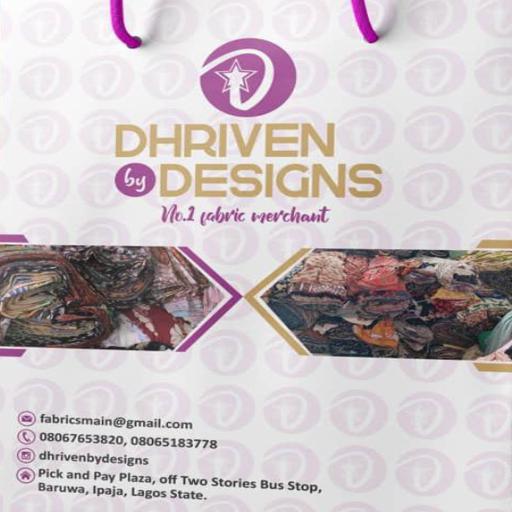 DHRIVEN
by DESIGNS
No.1 fabric merchant
fabricsmain@gmail.com
08067653820, 08065183778
dhrivenbydesigns
Pick and Pay Plaza, off Two Stories Bus Stop,
Baruwa, Ipaja, Lagos State.